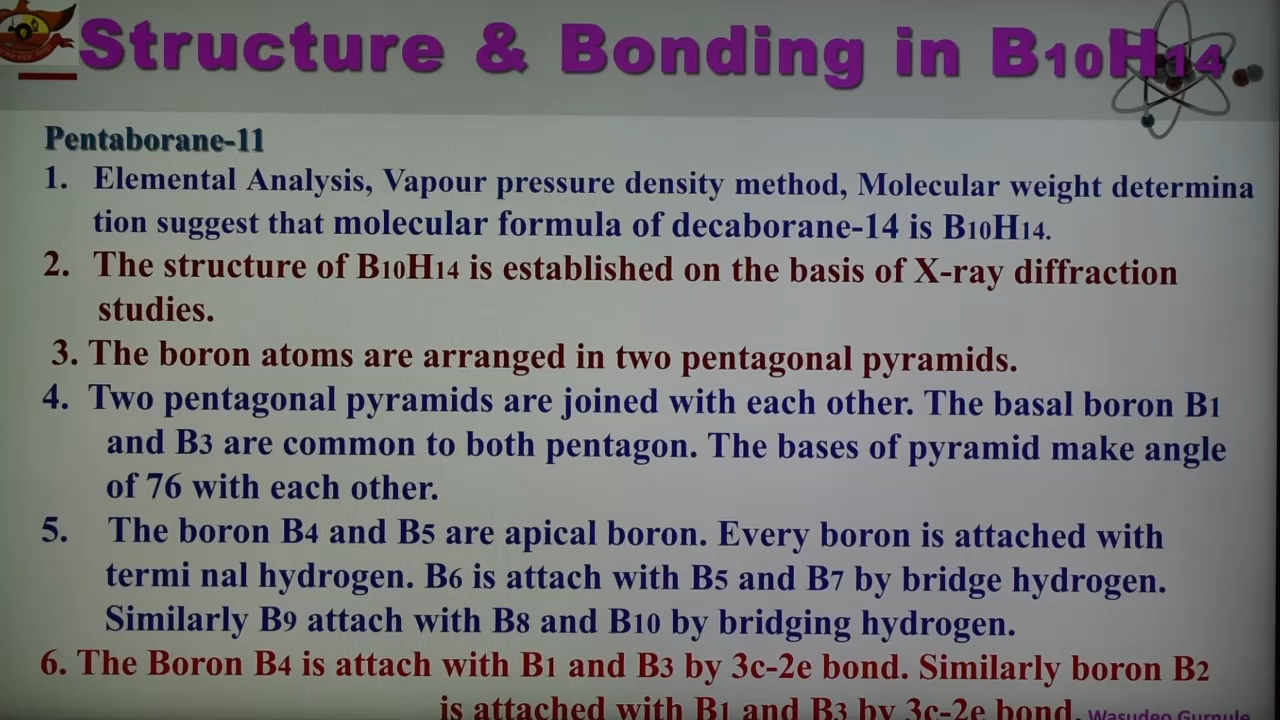 Structure & Bonding in B10H14
Pentaborane-11
1. Elemental Analysis, Vapour pressure density method, Molecular weight determina
tion suggest that molecular formula of decaborane-14 is B10H14.
2. The structure of B10H14 is established on the basis of X-ray diffraction
studies.
3. The boron atoms are arranged in two pentagonal pyramids.
4. Two pentagonal pyramids are joined with each other. The basal boron B1
and B3 are common to both pentagon. The bases of pyramid make angle
of 76 with each other.
5. The boron B4 and B5 are apical boron. Every boron is attached with
termi nal hydrogen. B6 is attach with B5 and B7 by bridge hydrogen.
Similarly B9 attach with B8 and B10 by bridging hydrogen.
6. The Boron B4 is attach with B1 and B3 by 3c-2e bond. Similarly boron B2
is attached with B1 and B3 by 3c-2e bond.
Wasudeo Gurnule